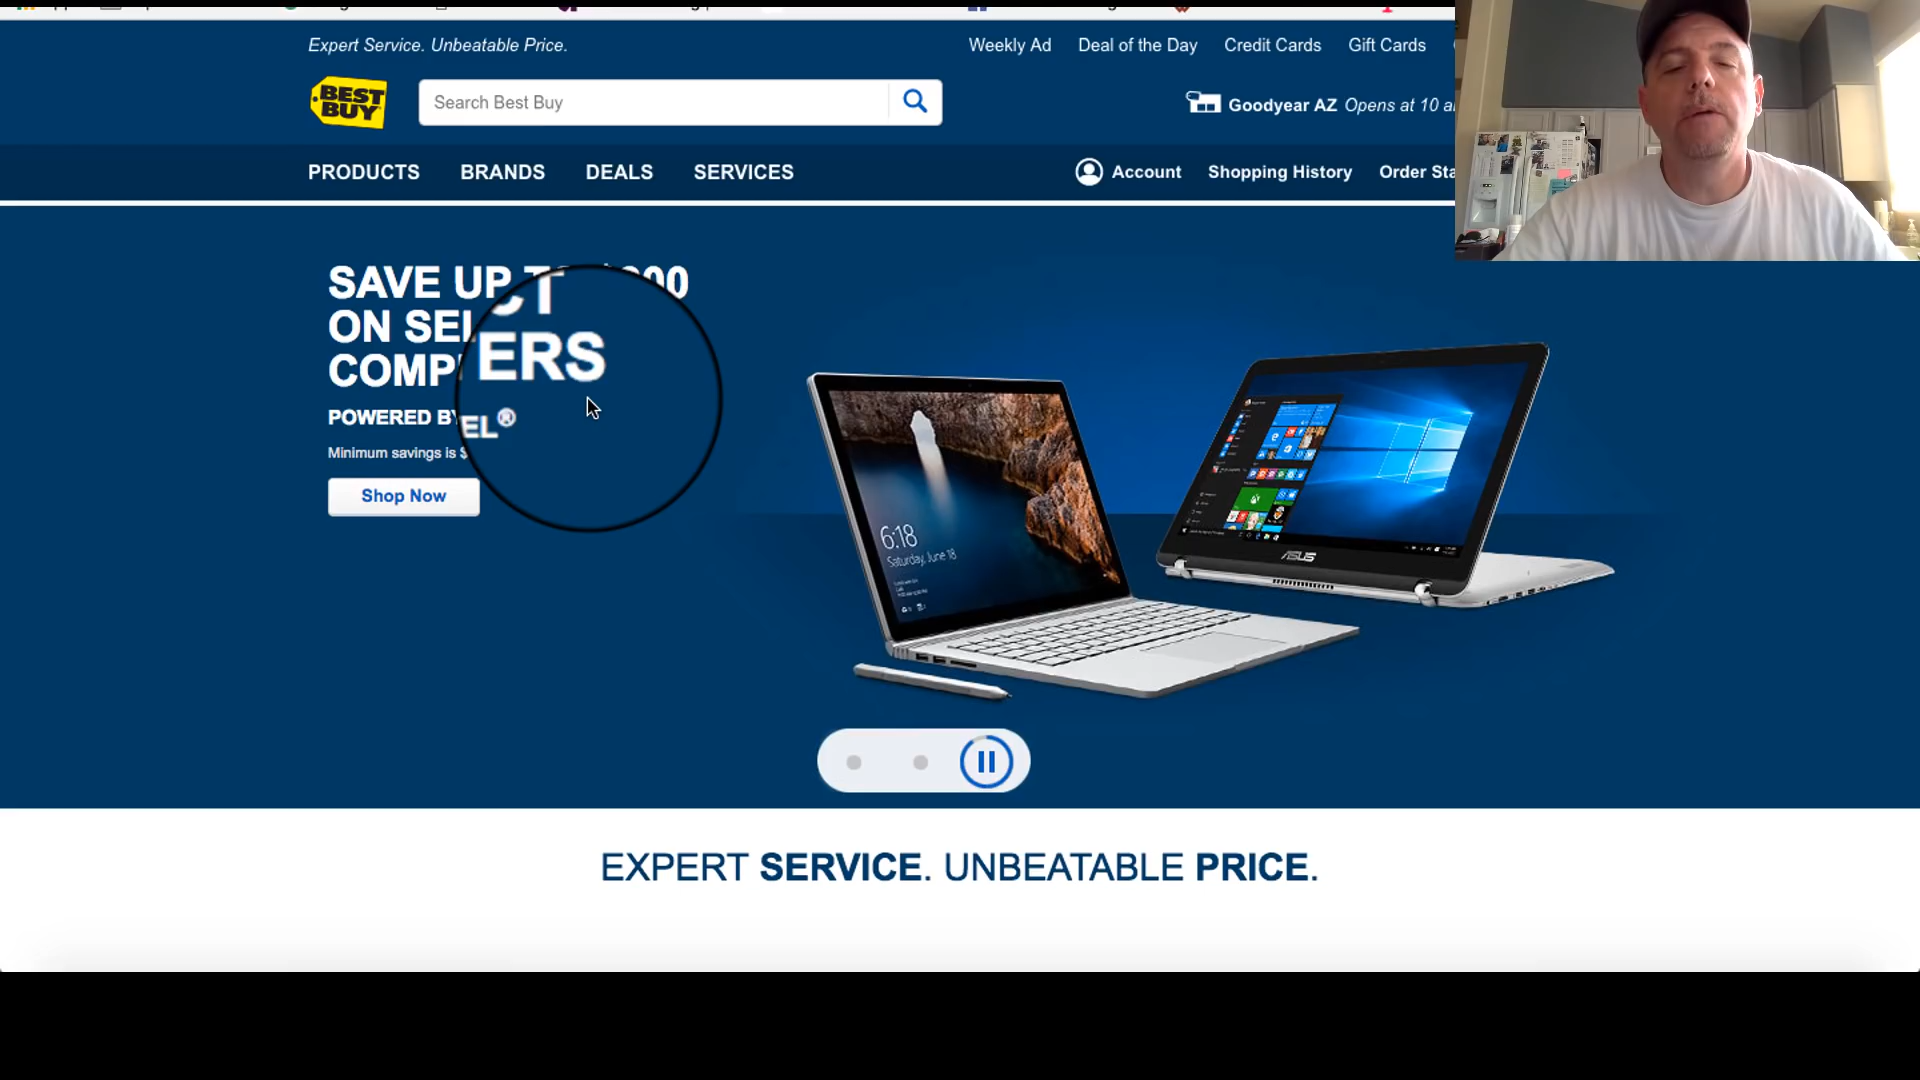 Expert Service. Unbeatable Price.
Weekly Ad Deal of the Day Credit Cards Gift Cards
BEST BUY
Search Best Buy
Goodyear AZ Opens at 10
PRODUCTS BRANDS DEALS SERVICES
Account Shopping History Order
SAVE UP
ON
ERS
POWERED
EL®
Minimum savings is
Shop Now
6:18
Saturday, June 18
ASUS
EXPERT SERVICE. UNBEATABLE PRICE.